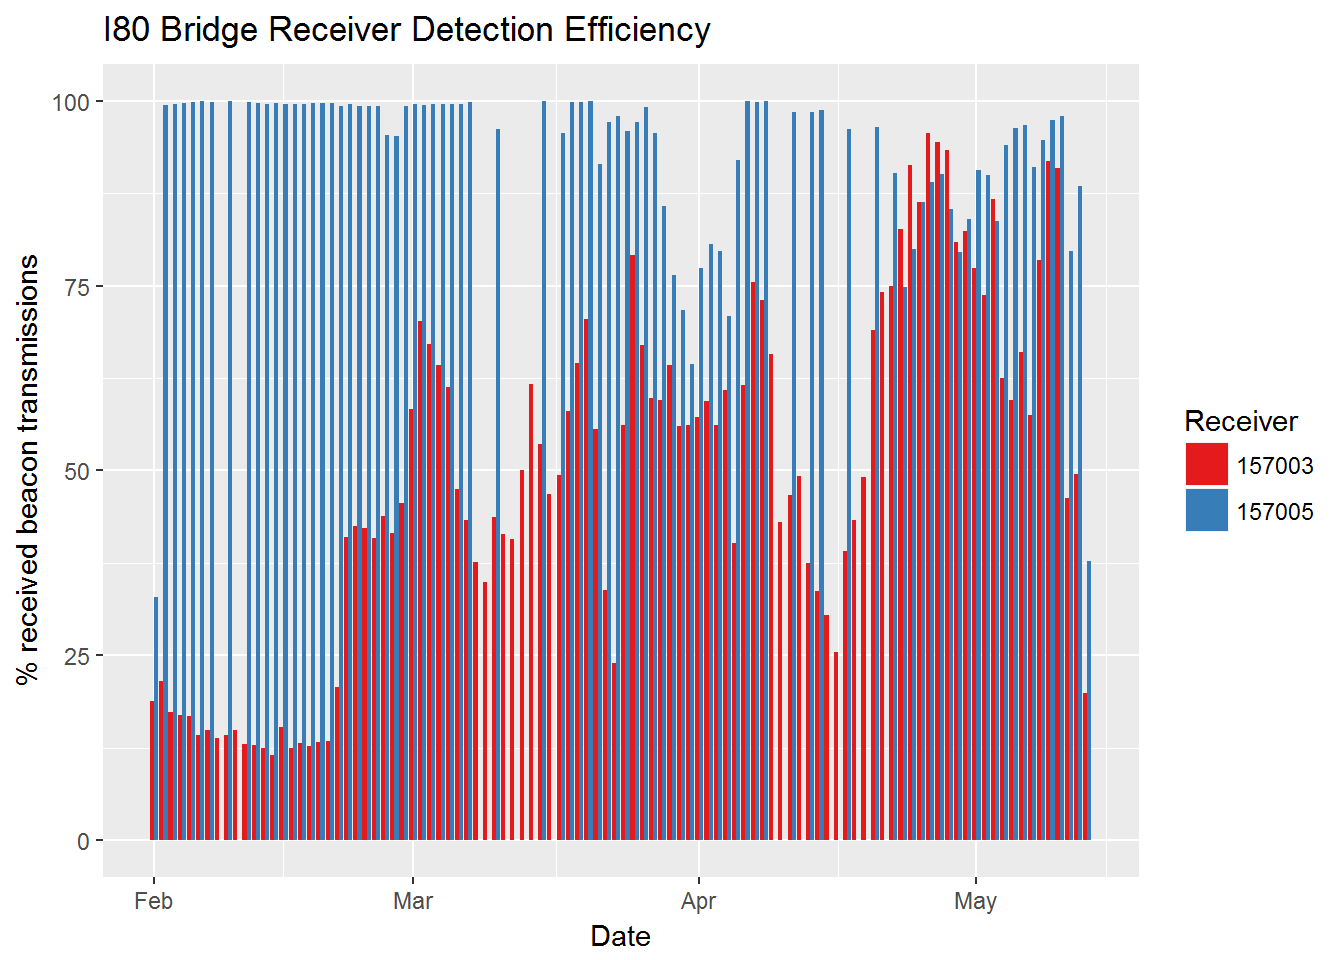 I80 Bridge Receiver Detection Efficiency
100
75
50
25
0
% received beacon transmissions
Feb
Mar
Apr
May
Date
Receiver
157003
157005